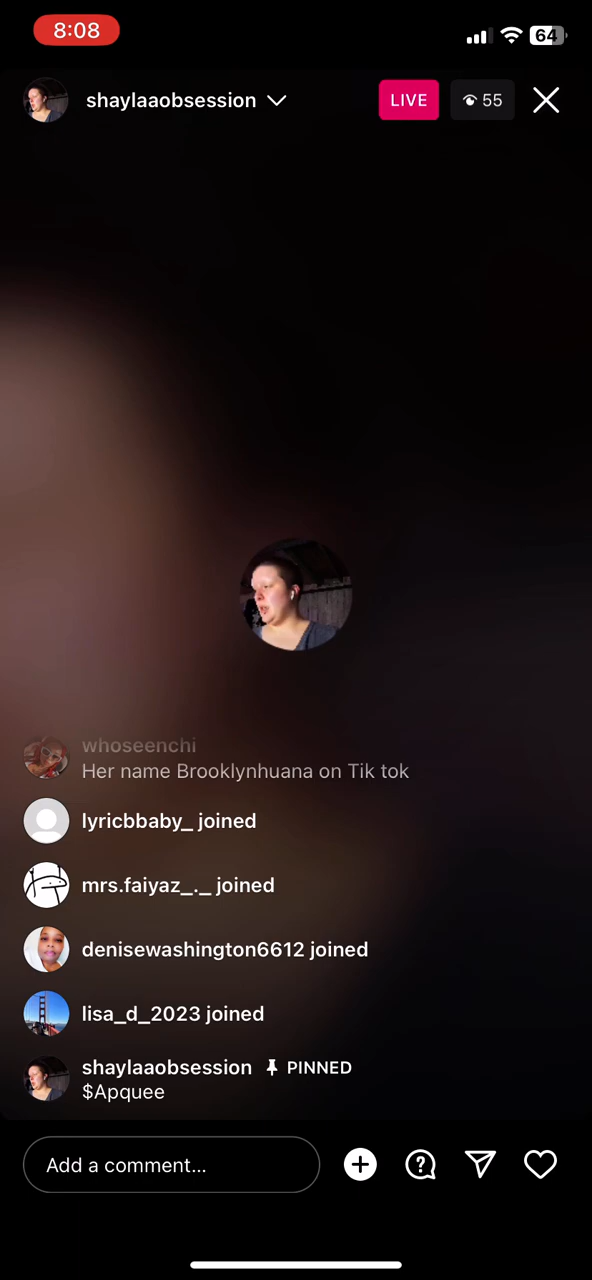 8:08
64
shaylaaobsession
LIVE
55
whoseenchi
Her name Brooklynhuana on Tik tok
lyricbbaby_ joined
mrs.faiyaz_._ joined
denisewashington6612 joined
lisa_d_2023 joined
shaylaaobsession PINNED
$Apquee
Add a comment...